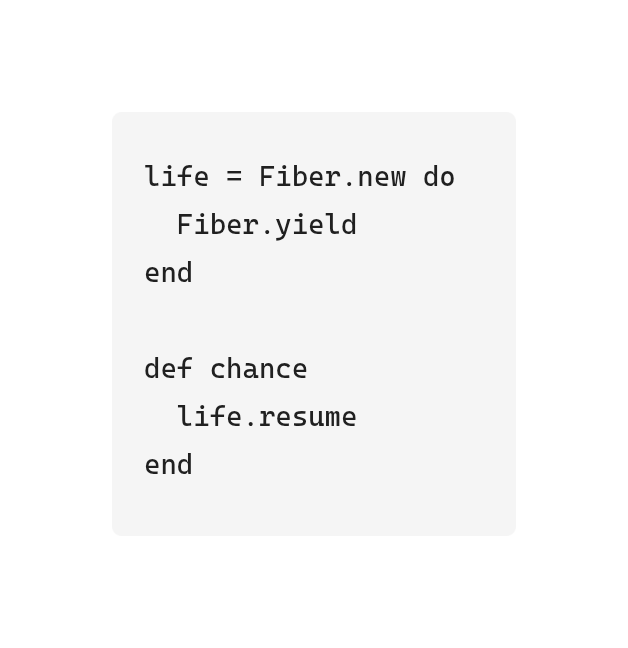 life = Fiber.new do
  Fiber.yield
end

def chance
  life.resume
end